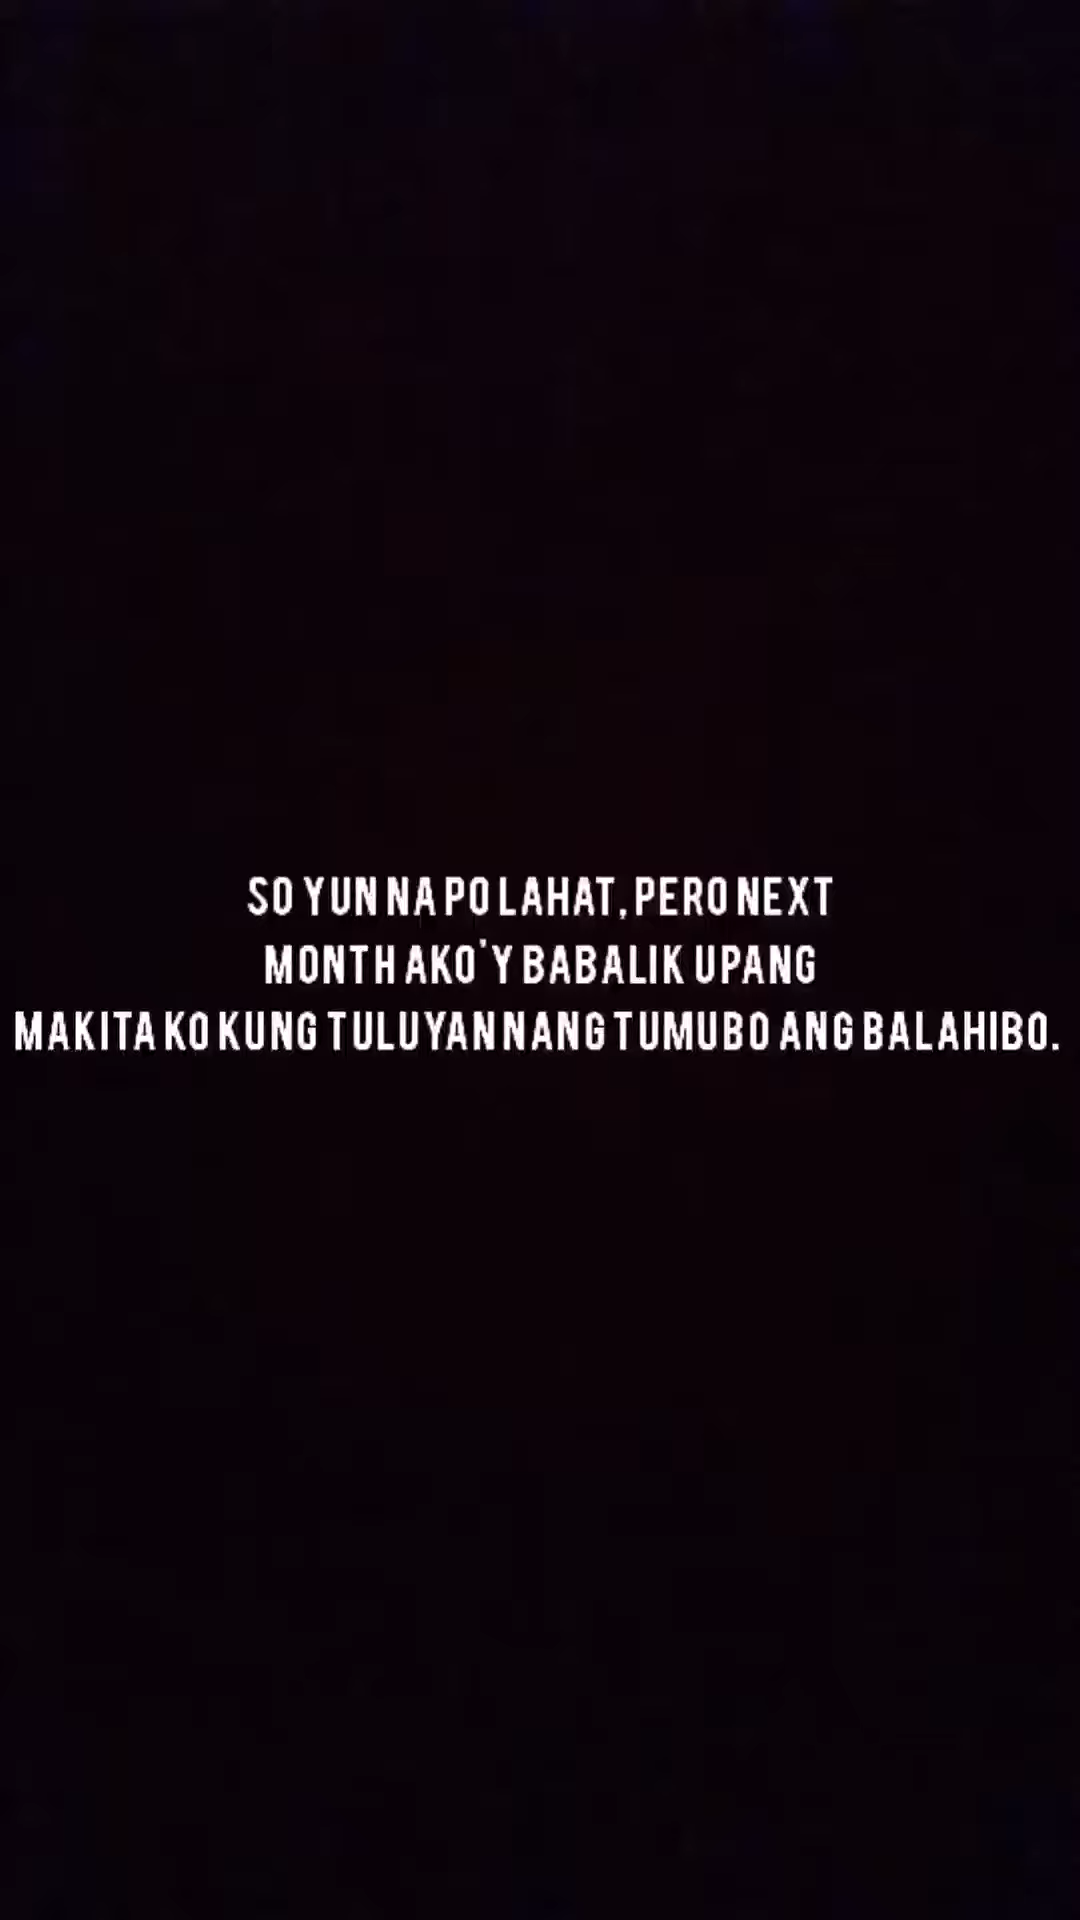 SO YUN NA PO LAHAT, PERO NEXT
MONTH AKO'Y BABALIK UPANG
MAKITA KO KUNG TULUYAN NANG TUMUBO ANG BALAHIBO.